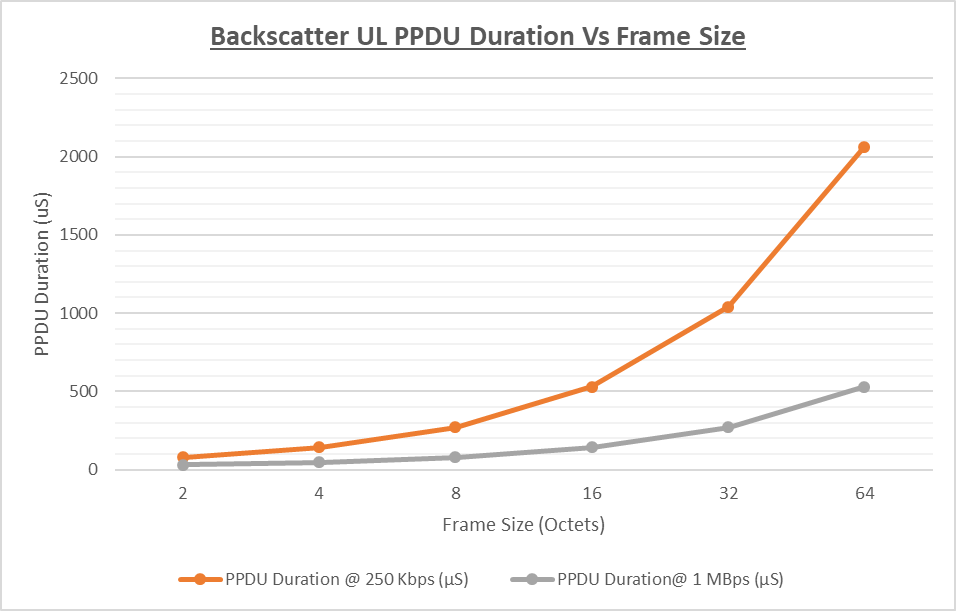 Backscatter UL PPDU Duration Vs Frame Size
2500
2000
1500
1000
500
0
PPDU Duration (uS)
2 4 8 16 32 64
Frame Size (Octets)
PPDU Duration @ 250 Kbps (µS) PPDU Duration@ 1 MBps (µS)